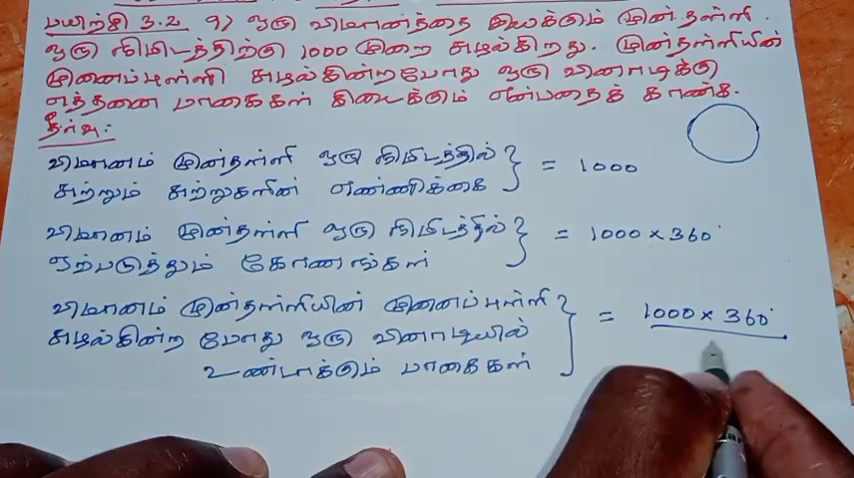 பயிற்சி 3.2 9) ஒரு விமானத்தை இயக்கும் முன் தள்ளி
ஒரு நிமிடத்திற்கு 1000 முறை சுழல்கிறது. முன்தள்ளியின்
முனைப்புள்ளி சுழல்கின்றபோது ஒரு வினாடிக்கு
எத்தனை பாகைகள் கிடைக்கும் என்பதைக் காண்க.
தீர்வு:
விமானம் முன்தள்ளி ஒரு நிமிடத்தில்
சுற்றும் சுற்றுகளின் எண்ணிக்கை } = 1000
விமானம் முன்தள்ளி ஒரு நிமிடத்தில்
ஏற்படுத்தும் கோணங்கள் } = 1000 × 360°
விமானம் முன்தள்ளியின் முனைப்புள்ளி
சுழல்கின்ற போது ஒரு வினாடியில் } = 1000 × 360°
உண்டாக்கும் பாகைகள்